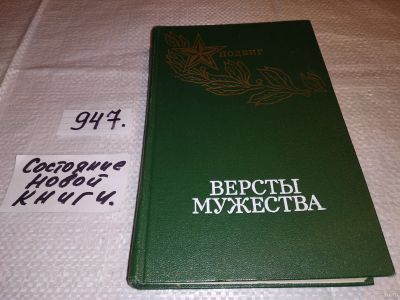 подвиг
947.
Состояние
новой
книги.
ВЕРСТЫ
МУЖЕСТВА